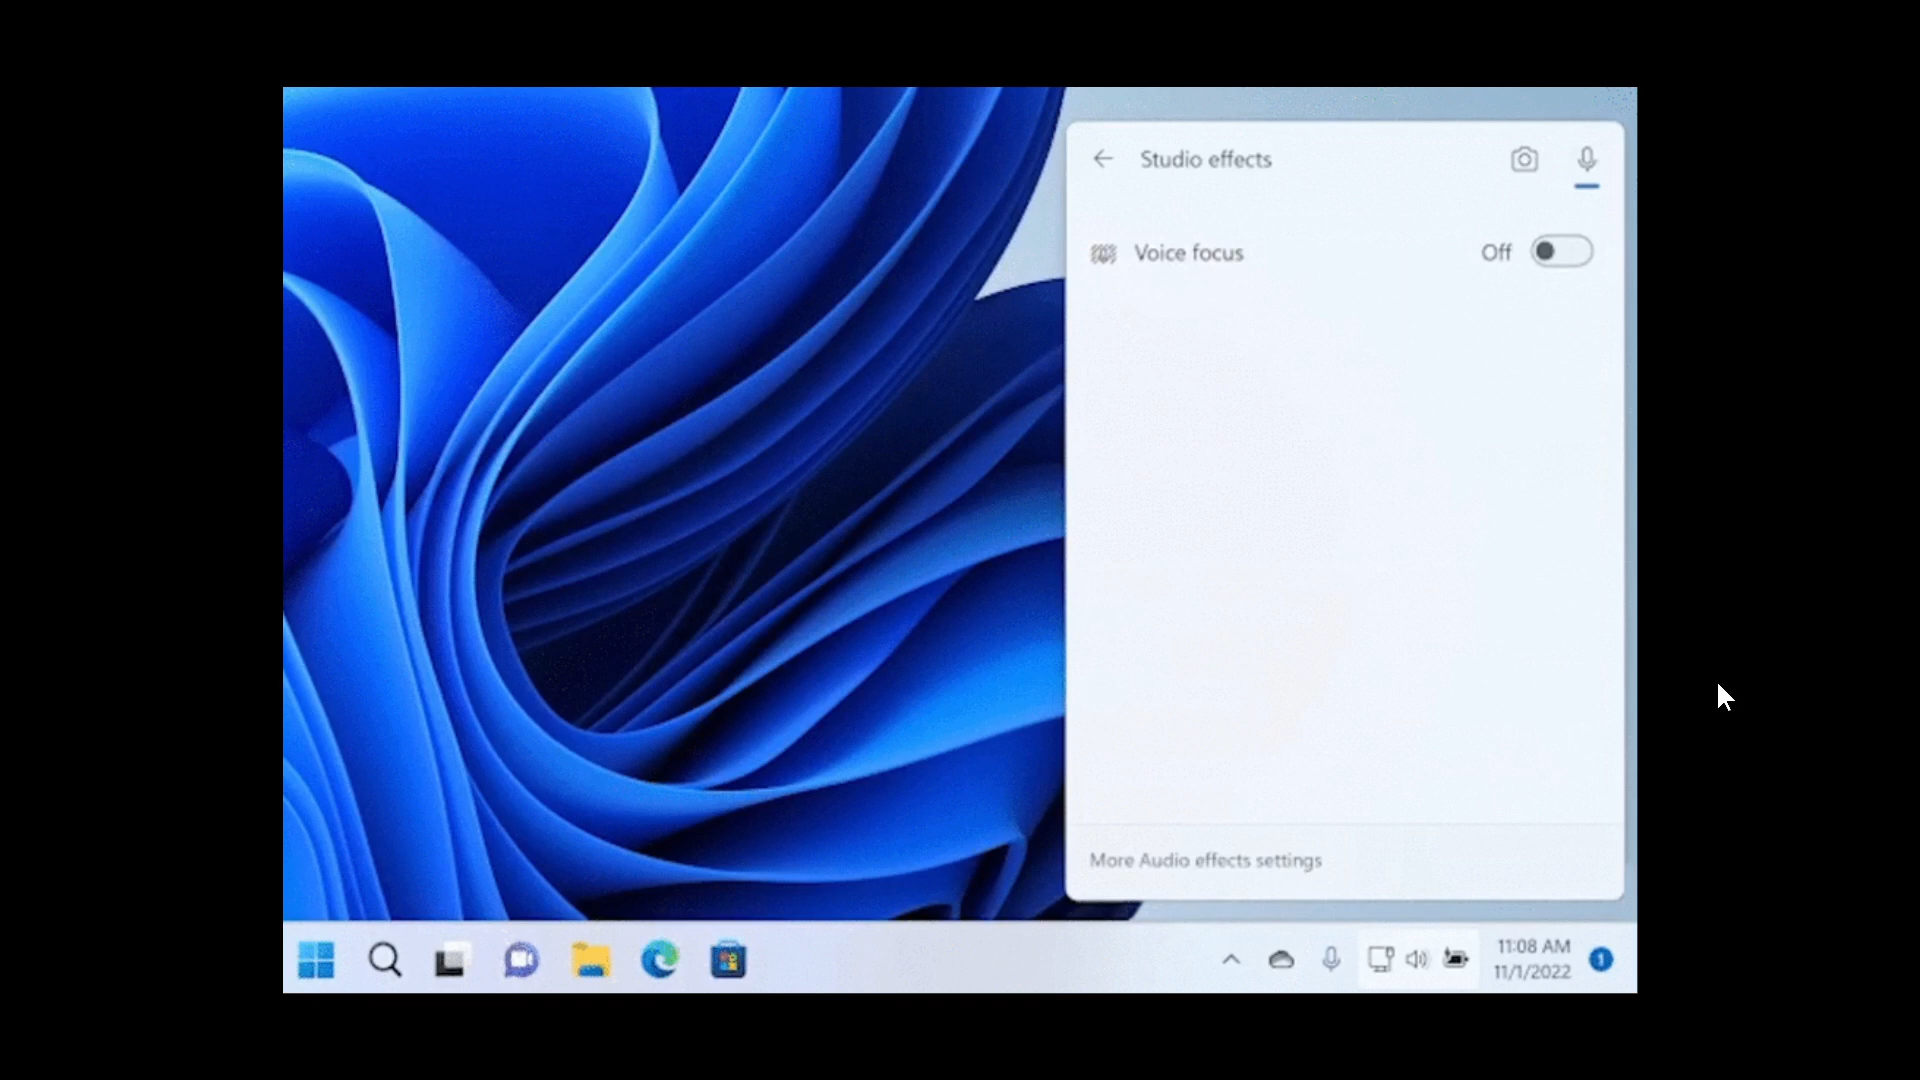 Studio effects
Voice focus Off
More Audio effects settings
11:08 AM
11/1/2022
1